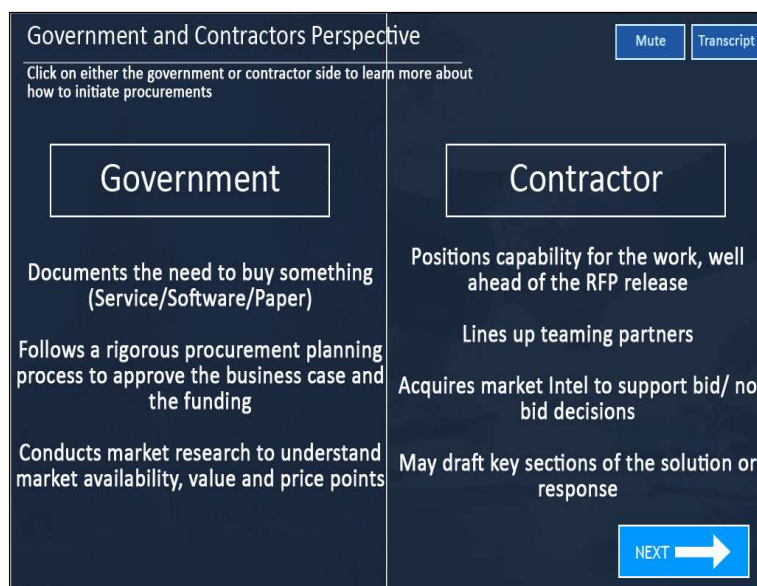 Government and Contractors Perspective
Mute
Transcript
Click on either the government or contractor side to learn more about
how to initiate procurements
Government
Documents the need to buy something
(Service/Software/Paper)
Follows a rigorous procurement planning
process to approve the business case and
the funding
Conducts market research to understand
market availability, value and price points
Contractor
Positions capability for the work, well
ahead of the RFP release
Lines up teaming partners
Acquires market Intel to support bid/ no
bid decisions
May draft key sections of the solution or
response
NEXT